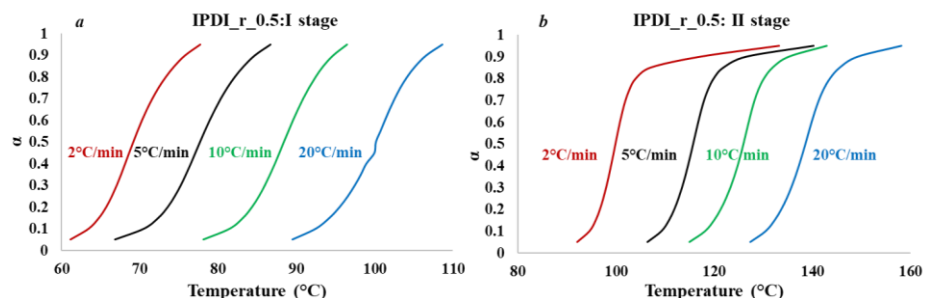 a IPDI_r_0.5:I stage
α
1
0.9
0.8
0.7
0.6
0.5
0.4
0.3
0.2
0.1
0
2°C/min 5°C/min 10°C/min 20°C/min
60 70 80 90 100 110
Temperature (°C)
b IPDI_r_0.5: II stage
α
1
0.9
0.8
0.7
0.6
0.5
0.4
0.3
0.2
0.1
0
2°C/min 5°C/min 10°C/min 20°C/min
80 100 120 140 160
Temperature (°C)